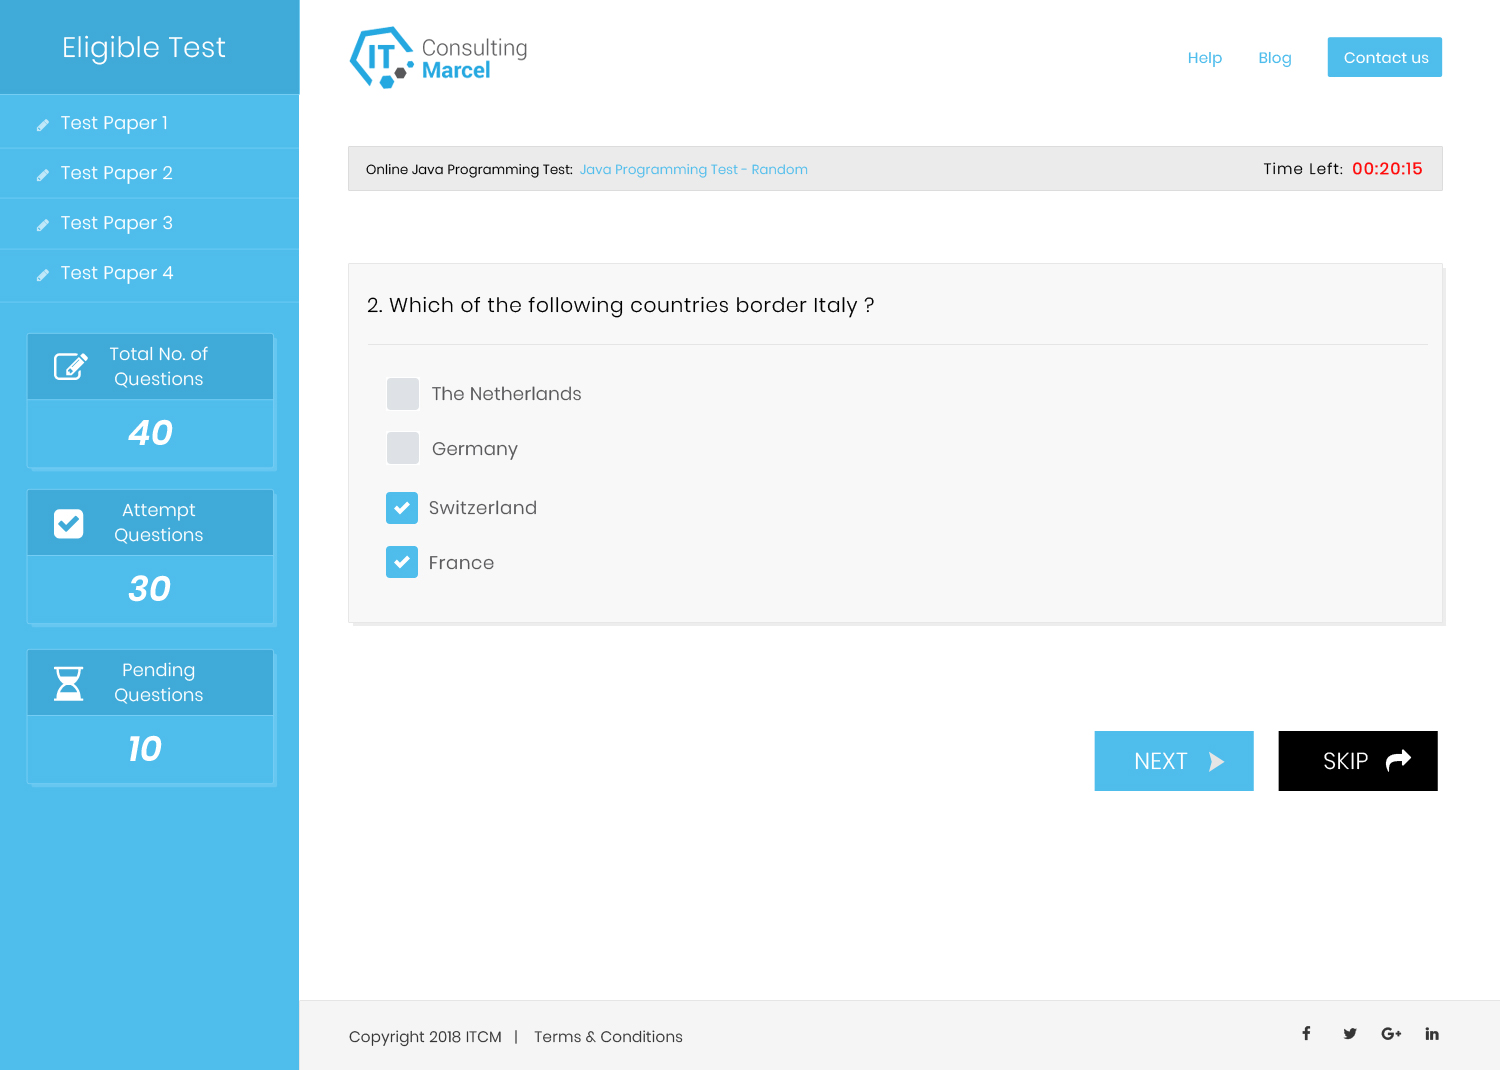 Eligible Test
Test Paper 1
Test Paper 2
Test Paper 3
Test Paper 4
Total No. of
Questions
40
Attempt
Questions
30
Pending
Questions
10
IT Consulting
Marcel
Help
Blog
Contact us
Online Java Programming Test: Java Programming Test - Random
Time Left: 00:20:15
2. Which of the following countries border Italy ?
The Netherlands
Germany
Switzerland
France
NEXT
SKIP
Copyright 2018 ITCM | Terms & Conditions
f
G+
in